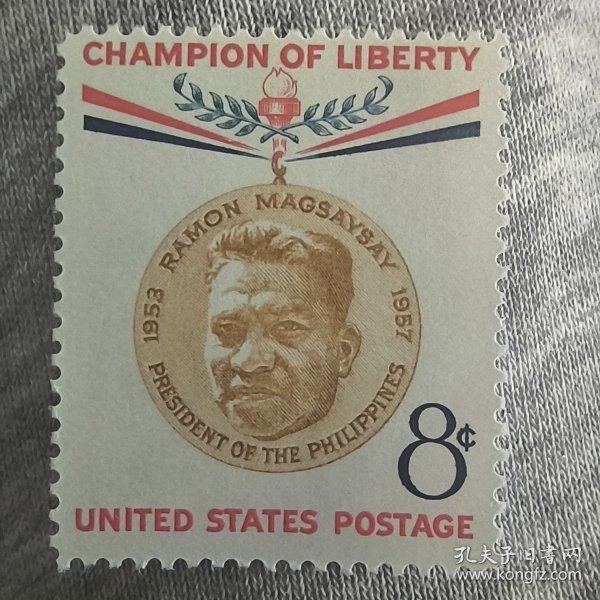 CHAMPION OF LIBERTY
1953 RAMON MAGSAYSAY 1957
PRESIDENT OF THE PHILIPPINES
8¢
UNITED STATES POSTAGE
孔夫子旧書网
www.kongfz.com